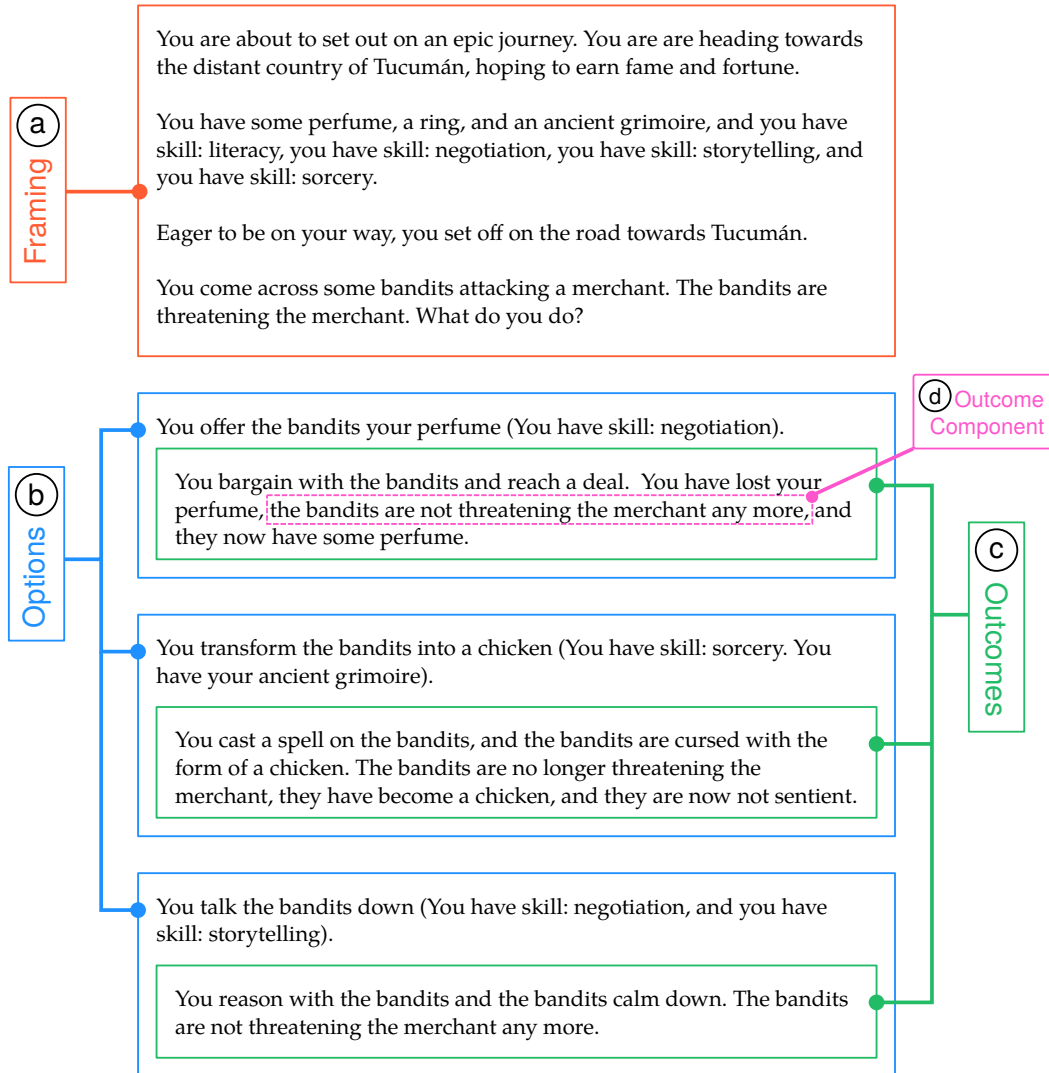 You are about to set out on an epic journey. You are are heading towards
the distant country of Tucumán, hoping to earn fame and fortune.
You have some perfume, a ring, and an ancient grimoire, and you have
skill: literacy, you have skill: negotiation, you have skill: storytelling, and
you have skill: sorcery.
Eager to be on your way, you set off on the road towards Tucumán.
You come across some bandits attacking a merchant. The bandits are
threatening the merchant. What do you do?
a
Framing
d Outcome
Component
You offer the bandits your perfume (You have skill: negotiation).
You bargain with the bandits and reach a deal. You have lost your
perfume, the bandits are not threatening the merchant any more, and
they now have some perfume.
b
Options
c
Outcomes
You transform the bandits into a chicken (You have skill: sorcery. You
have your ancient grimoire).
You cast a spell on the bandits, and the bandits are cursed with the
form of a chicken. The bandits are no longer threatening the
merchant, they have become a chicken, and they are now not sentient.
You talk the bandits down (You have skill: negotiation, and you have
skill: storytelling).
You reason with the bandits and the bandits calm down. The bandits
are not threatening the merchant any more.